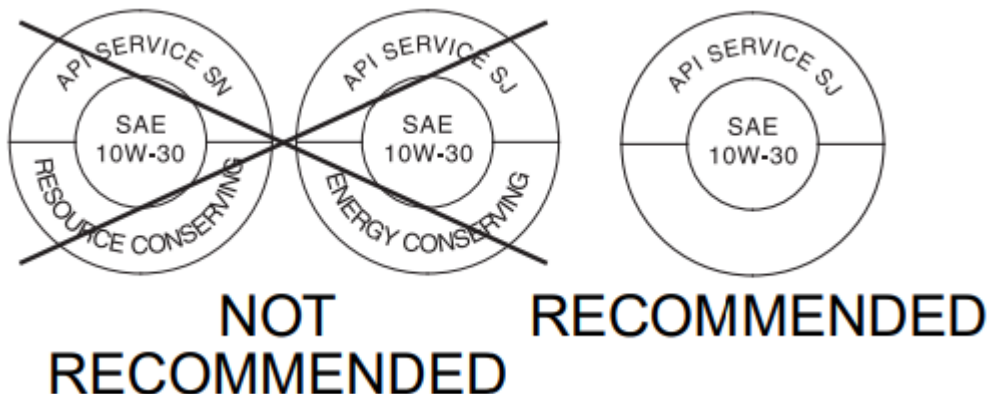 API SERVICE SN
SAE
10W-30
RESOURCE CONSERVING
API SERVICE SJ
SAE
10W-30
ENERGY CONSERVING
NOT
RECOMMENDED
API SERVICE SJ
SAE
10W-30
RECOMMENDED